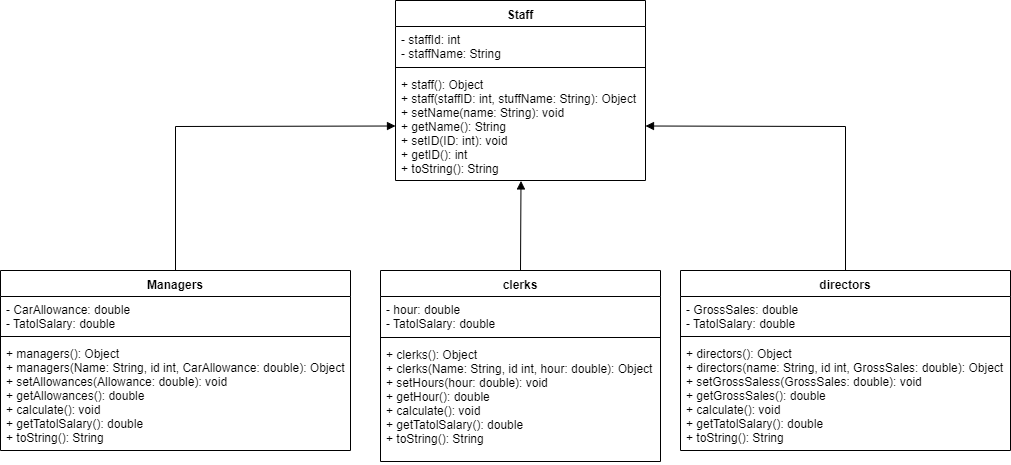 Staff
- staffId: int
- staffName: String
+ staff(): Object
+ staff(staffID: int, stuffName: String): Object
+ setName(name: String): void
+ getName(): String
+ setID(ID: int): void
+ getID(): int
+ toString(): String
Managers
- CarAllowance: double
- TatolSalary: double
+ managers(): Object
+ managers(Name: String, id int, CarAllowance: double): Object
+ setAllowances(Allowance: double): void
+ getAllowances(): double
+ calculate(): void
+ getTatolSalary(): double
+ toString(): String
clerks
- hour: double
- TatolSalary: double
+ clerks(): Object
+ clerks(Name: String, id int, hour: double): Object
+ setHours(hour: double): void
+ getHour(): double
+ calculate(): void
+ getTatolSalary(): double
+ toString(): String
directors
- GrossSales: double
- TatolSalary: double
+ directors(): Object
+ directors(name: String, id int, GrossSales: double): Object
+ setGrossSaless(GrossSales: double): void
+ getGrossSales(): double
+ calculate(): void
+ getTatolSalary(): double
+ toString(): String